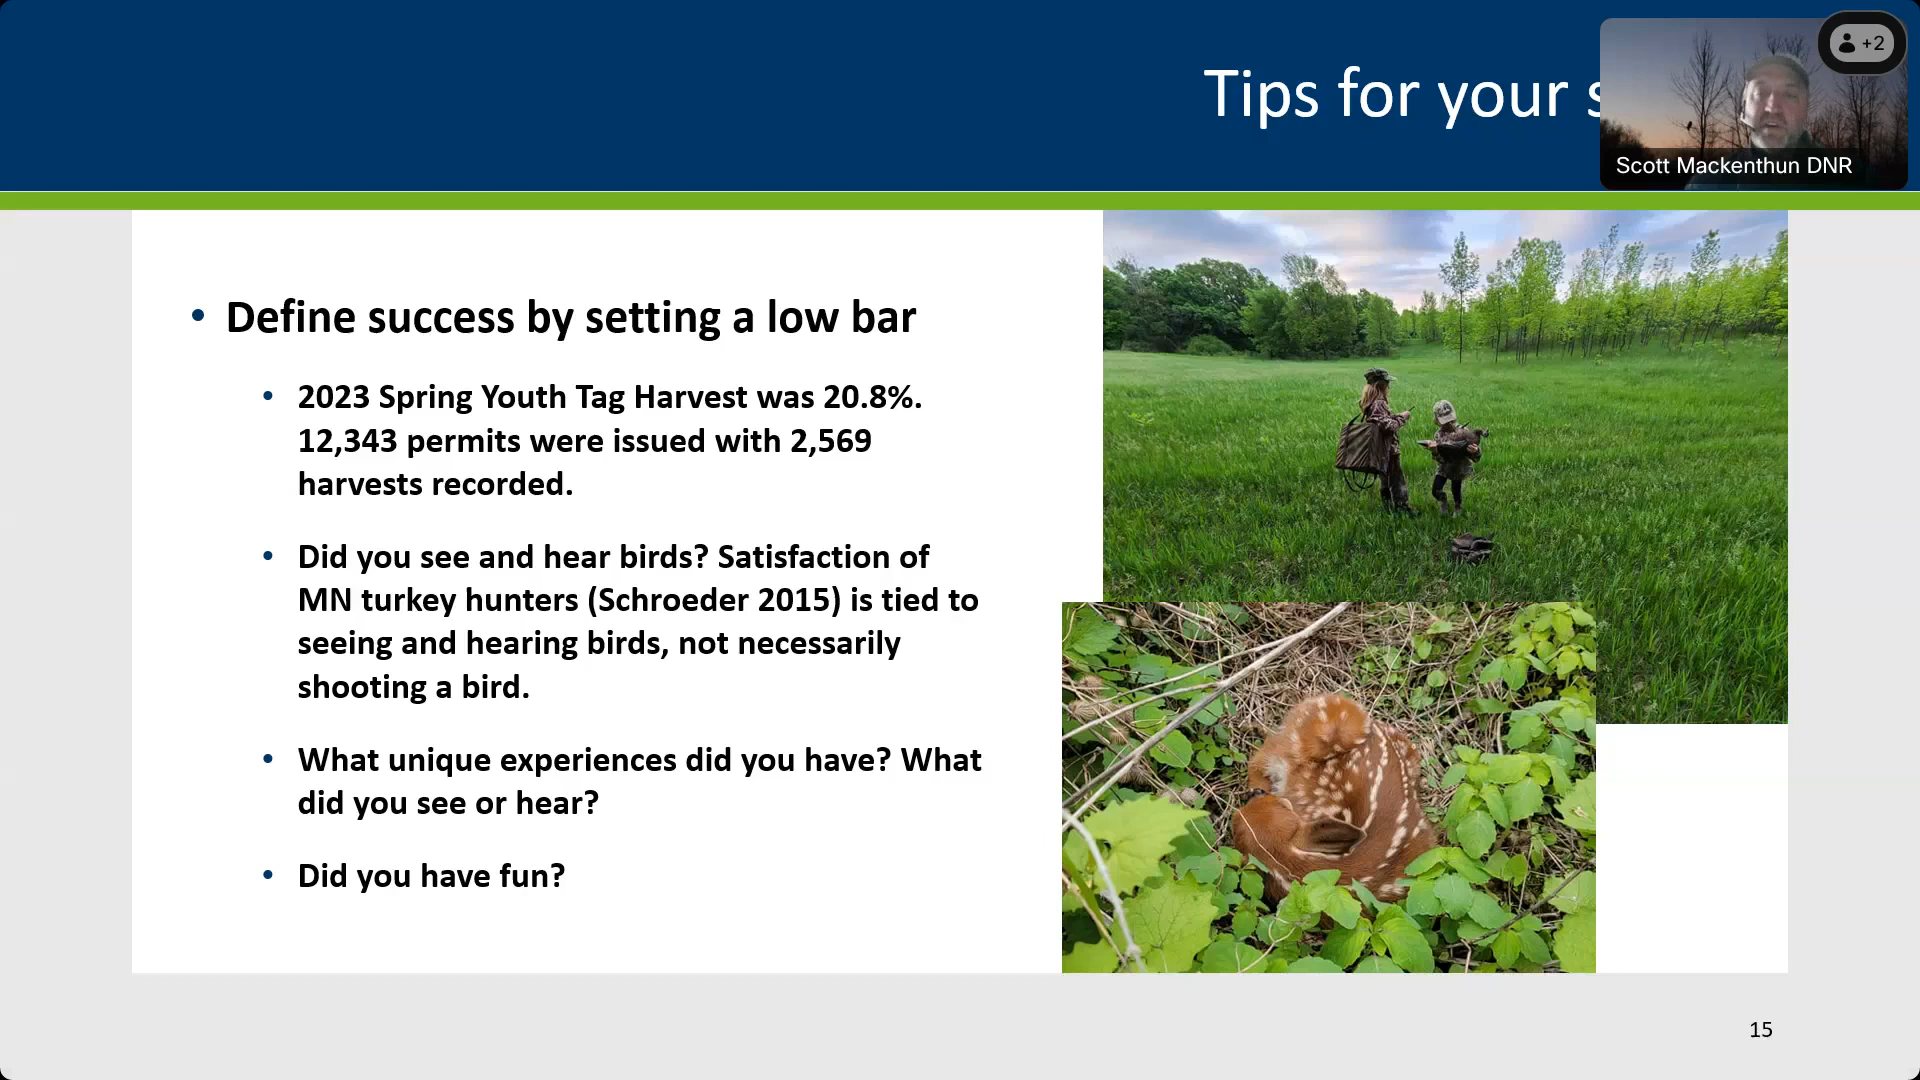 Tips for your
+2
Scott Mackenthun DNR
• Define success by setting a low bar
• 2023 Spring Youth Tag Harvest was 20.8%.
12,343 permits were issued with 2,569
harvests recorded.
• Did you see and hear birds? Satisfaction of
MN turkey hunters (Schroeder 2015) is tied to
seeing and hearing birds, not necessarily
shooting a bird.
• What unique experiences did you have? What
did you see or hear?
• Did you have fun?
15